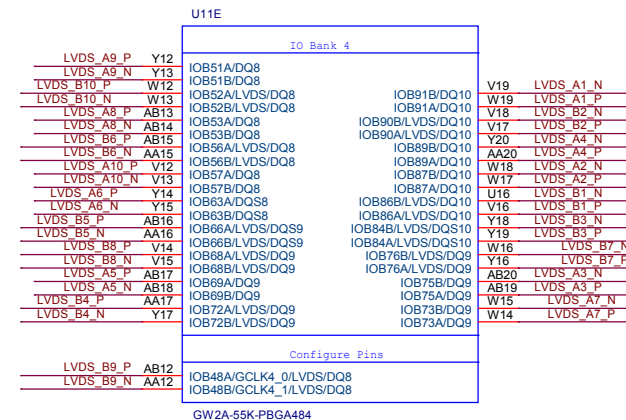 U11E
IO Bank 4
LVDS_A9_P Y12 IOB51A/DQ8
LVDS_A9_N Y13 IOB51B/DQ8
LVDS_B10_P W12 IOB52A/LVDS/DQ8 IOB91B/DQ10 V19 LVDS_A1_N
LVDS_B10_N W13 IOB52B/LVDS/DQ8 IOB91A/DQ10 W19 LVDS_A1_P
LVDS_A8_P AB13 IOB53A/DQ8 IOB90B/LVDS/DQ10 V18 LVDS_B2_N
LVDS_A8_N AB14 IOB53B/DQ8 IOB90A/LVDS/DQ10 V17 LVDS_B2_P
LVDS_B6_P AB15 IOB56A/LVDS/DQ8 IOB89B/DQ10 Y20 LVDS_A4_N
LVDS_B6_N AA15 IOB56B/LVDS/DQ8 IOB89A/DQ10 AA20 LVDS_A4_P
LVDS_A10_P V12 IOB57A/DQ8 IOB87B/DQ10 W18 LVDS_A2_N
LVDS_A10_N V13 IOB57B/DQ8 IOB87A/DQ10 W17 LVDS_A2_P
LVDS_A6_P Y14 IOB63A/DQS8 IOB86B/LVDS/DQ10 U16 LVDS_B1_N
LVDS_A6_N Y15 IOB63B/DQS8 IOB86A/LVDS/DQ10 V16 LVDS_B1_P
LVDS_B5_P AB16 IOB66A/LVDS/DQS9 IOB84B/LVDS/DQS10 Y18 LVDS_B3_N
LVDS_B5_N AA16 IOB66B/LVDS/DQS9 IOB84A/LVDS/DQS10 Y19 LVDS_B3_P
LVDS_B8_P V14 IOB68A/LVDS/DQ9 IOB76B/LVDS/DQ9 W16 LVDS_B7_N
LVDS_B8_N V15 IOB68B/LVDS/DQ9 IOB76A/LVDS/DQ9 Y16 LVDS_B7_P
LVDS_A5_P AB17 IOB69A/DQ9 IOB75B/DQ9 AB20 LVDS_A3_N
LVDS_A5_N AB18 IOB69B/DQ9 IOB75A/DQ9 AB19 LVDS_A3_P
LVDS_B4_P AA17 IOB72A/LVDS/DQ9 IOB73B/DQ9 W15 LVDS_A7_N
LVDS_B4_N Y17 IOB72B/LVDS/DQ9 IOB73A/DQ9 W14 LVDS_A7_P
Configure Pins
LVDS_B9_P AB12 IOB48A/GCLK4_0/LVDS/DQ8
LVDS_B9_N AA12 IOB48B/GCLK4_1/LVDS/DQ8
GW2A-55K-PBGA484